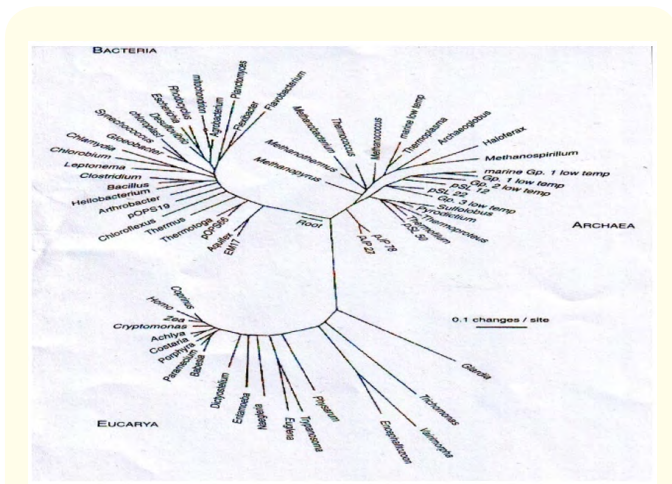 BACTERIA
Flavobacterium
Flexibacter
Planctomyces
Agrobacterium
mitochondrion
Rhodocyclus
Escherichia
Desulfovibrio
chloroplast
Synechococcus
Gloeobacter
Chlamydia
Chlorobium
Leptonema
Clostridium
Bacillus
Heliobacterium
Arthrobacter
pOPS19
Chloroflexus
Thermus
Thermotoga
pOPS66
Aquifex
EM17
Root
Methanopyrus
Methanothermus
Methanobacterium
Thermococcus
Methanococcus
marine low temp
Thermoplasma
Archaeoglobus
Haloferax
Methanospirillum
marine Gp. 1 low temp
Gp. 1 low temp
Gp. 2 low temp
pSL 12
pSL 22
Gp. 3 low temp
Sulfolobus
Pyrodictium
Thermoproteus
Thermofilum
pSL 50
pJP 78
pJP 27
ARCHAEA
0.1 changes / site
Coprinus
Homo
Zea
Cryptomonas
Achlya
Costaria
Porphyra
Paramecium
Babesia
Dictyostelium
Entamoeba
Naegleria
Euglena
Trypanosoma
Physarum
Encephalitozoon
Vairimorpha
Trichomonas
Giardia
EUCARYA